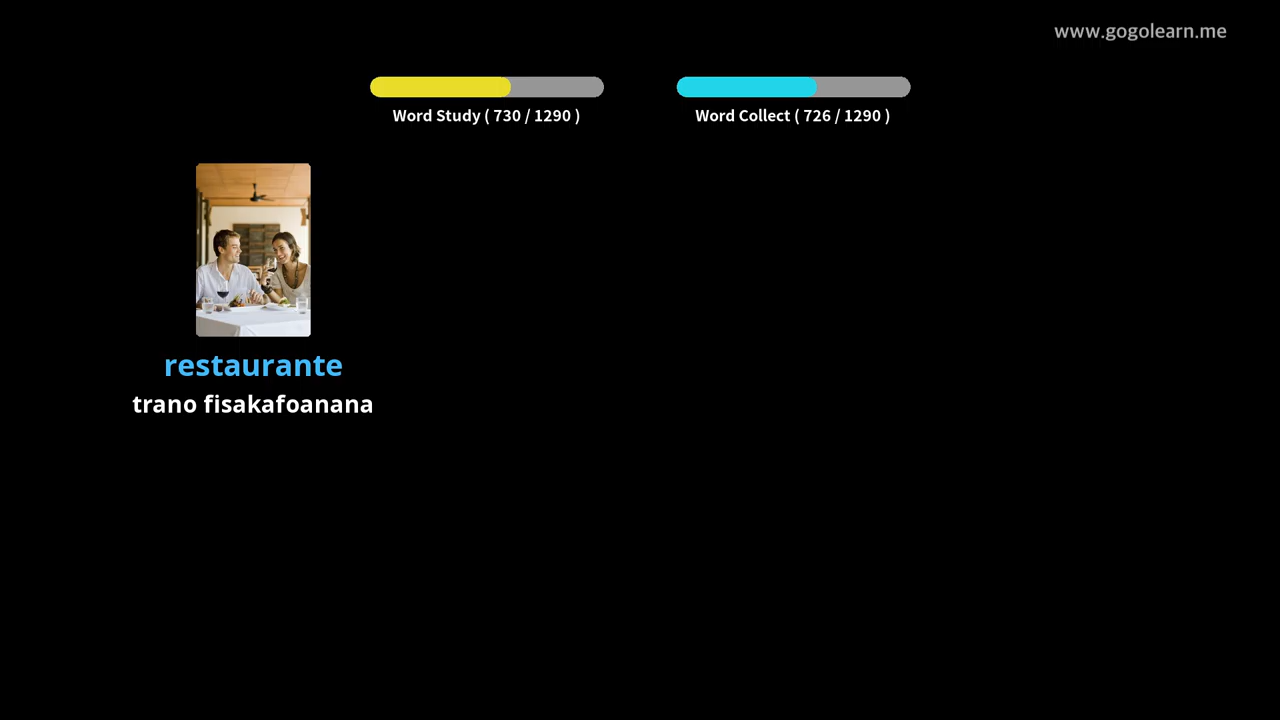 www.gogolearn.me
Word Study ( 730 / 1290 )
Word Collect ( 726 / 1290 )
restaurante
trano fisakafoanana